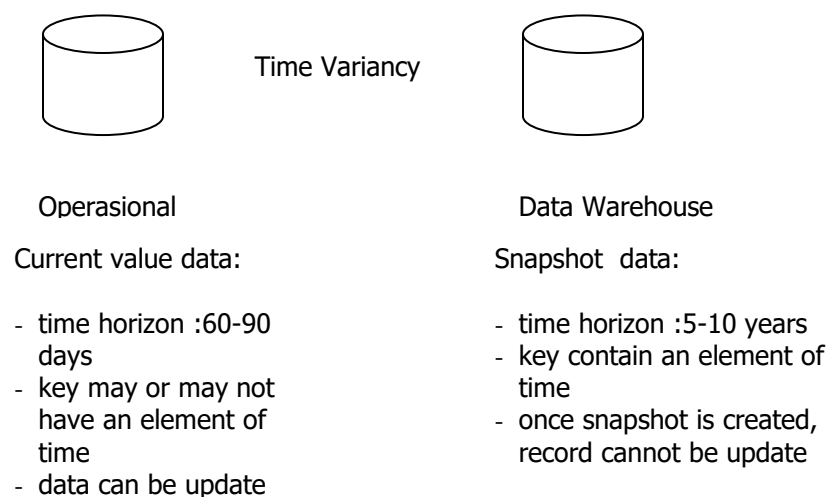 Time Variancy
Operasional
Current value data:
- time horizon :60-90
days
- key may or may not
have an element of
time
- data can be update
Data Warehouse
Snapshot data:
- time horizon :5-10 years
- key contain an element of
time
- once snapshot is created,
record cannot be update